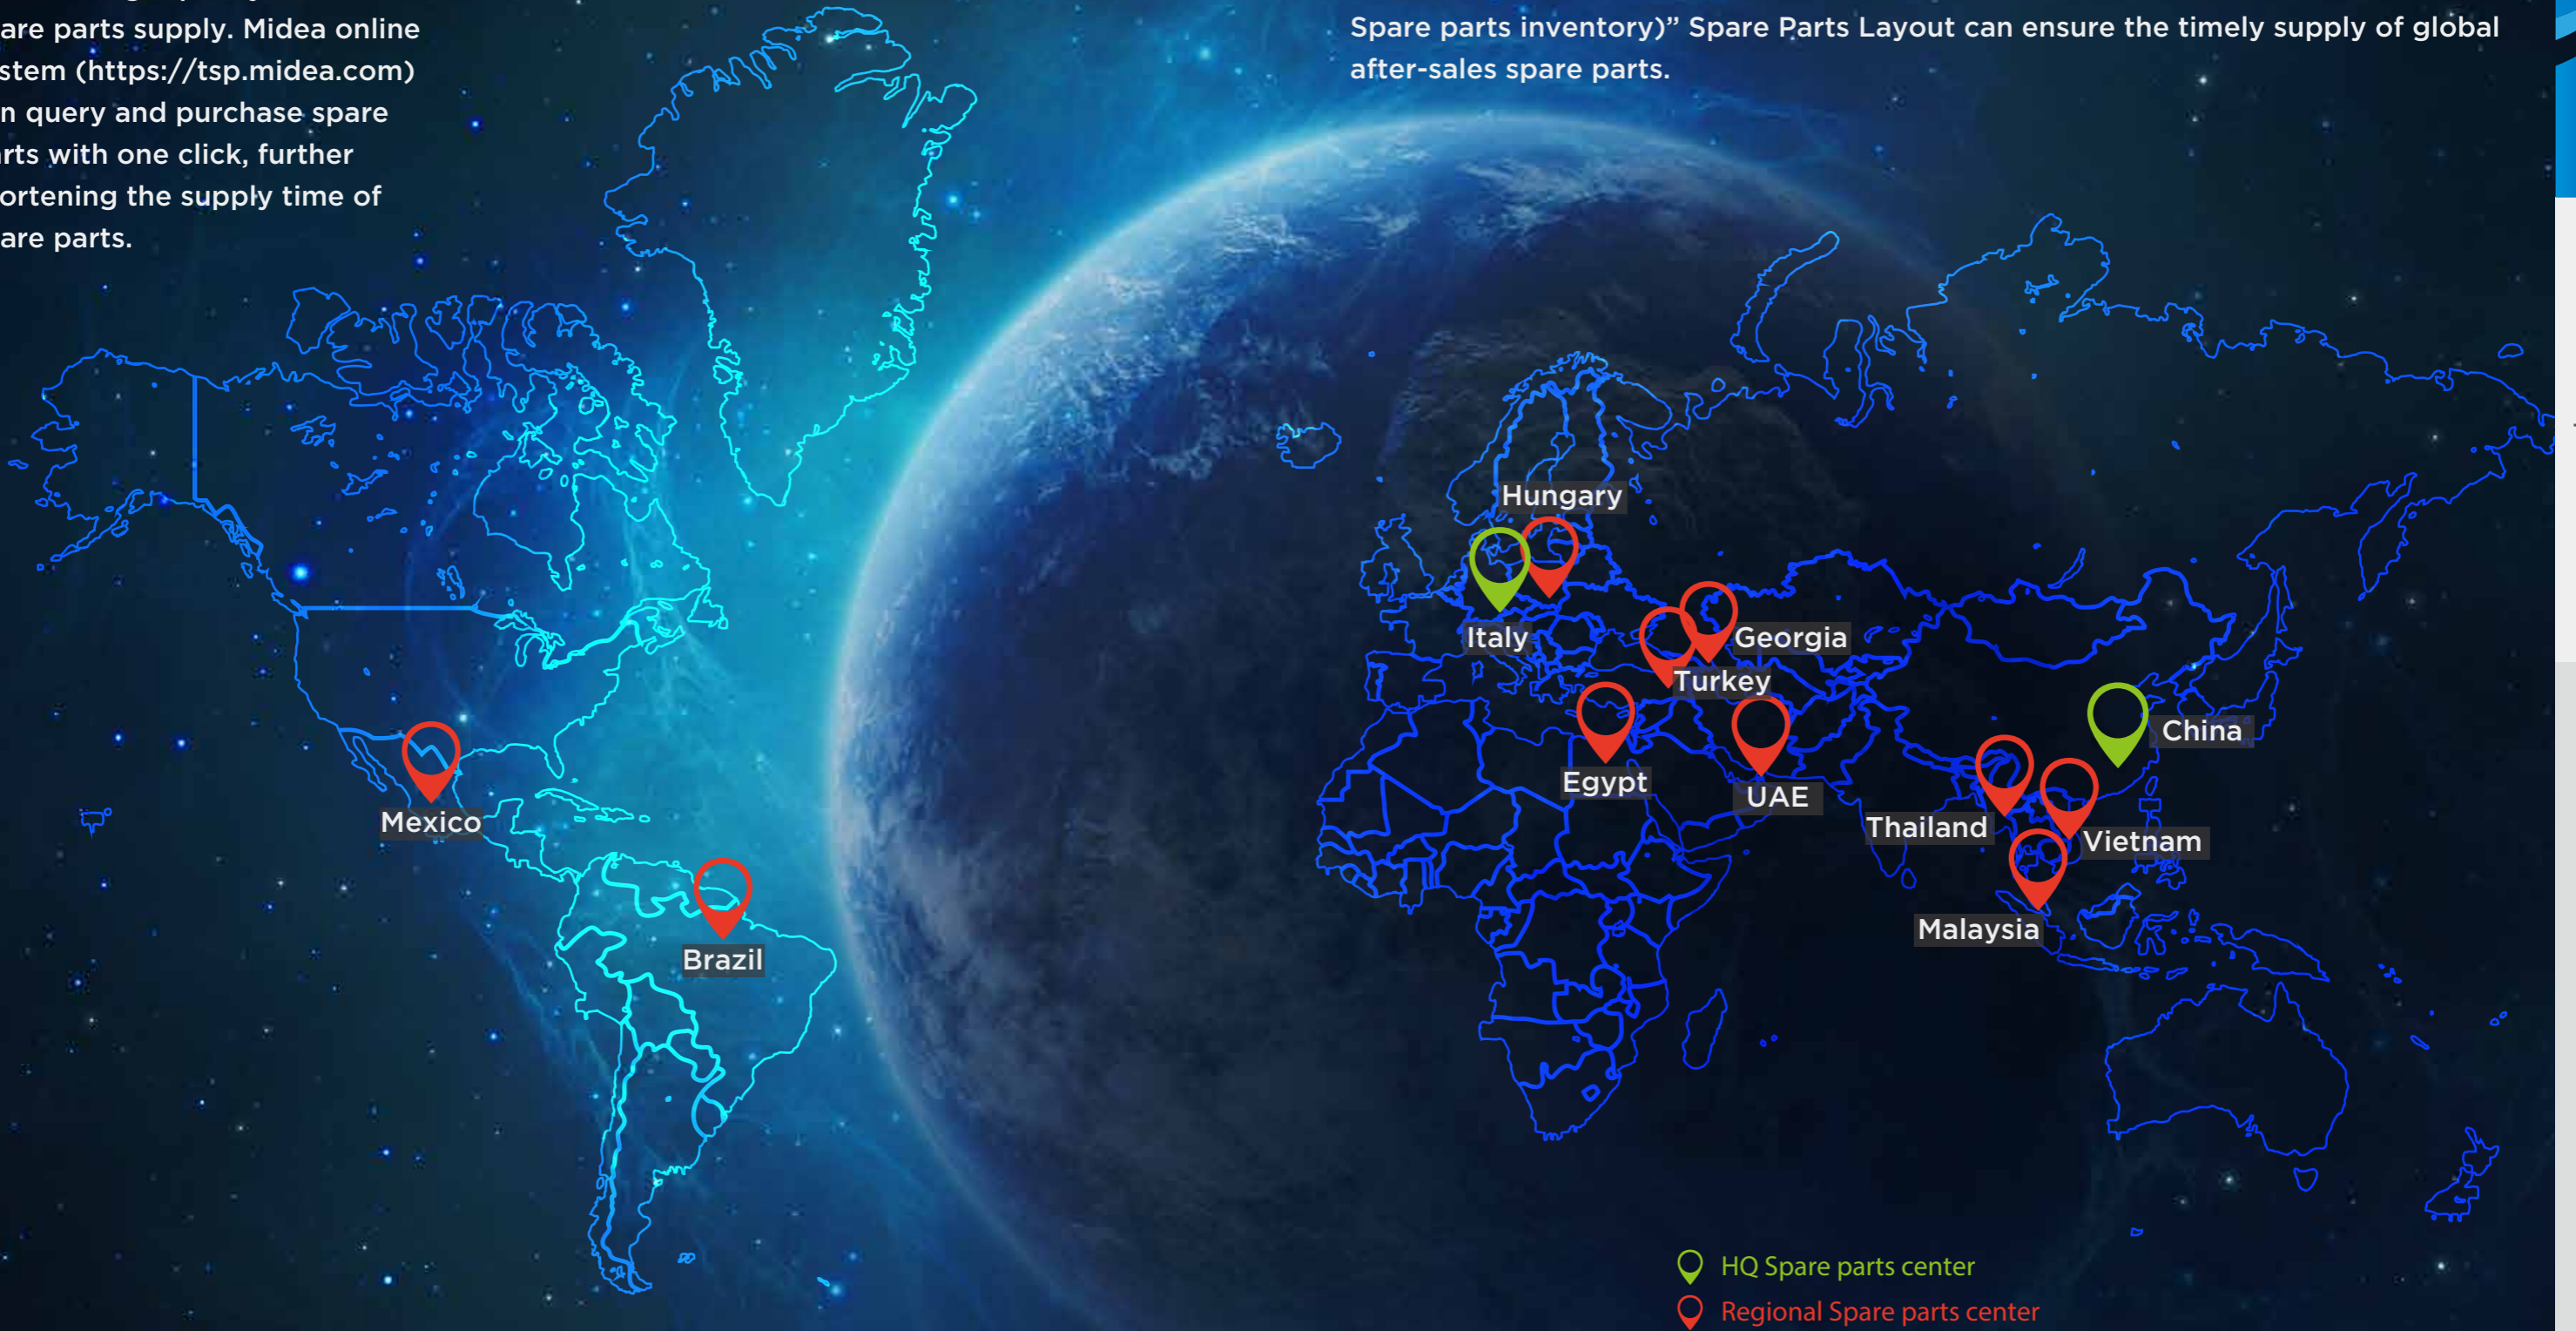 are parts supply. Midea online
stem (https://tsp.midea.com)
n query and purchase spare
rts with one click, further
ortening the supply time of
are parts.
Spare parts inventory)” Spare Parts Layout can ensure the timely supply of global
after-sales spare parts.
Hungary
Italy
Georgia
Turkey
Egypt
UAE
China
Thailand
Vietnam
Malaysia
Mexico
Brazil
HQ Spare parts center
Regional Spare parts center